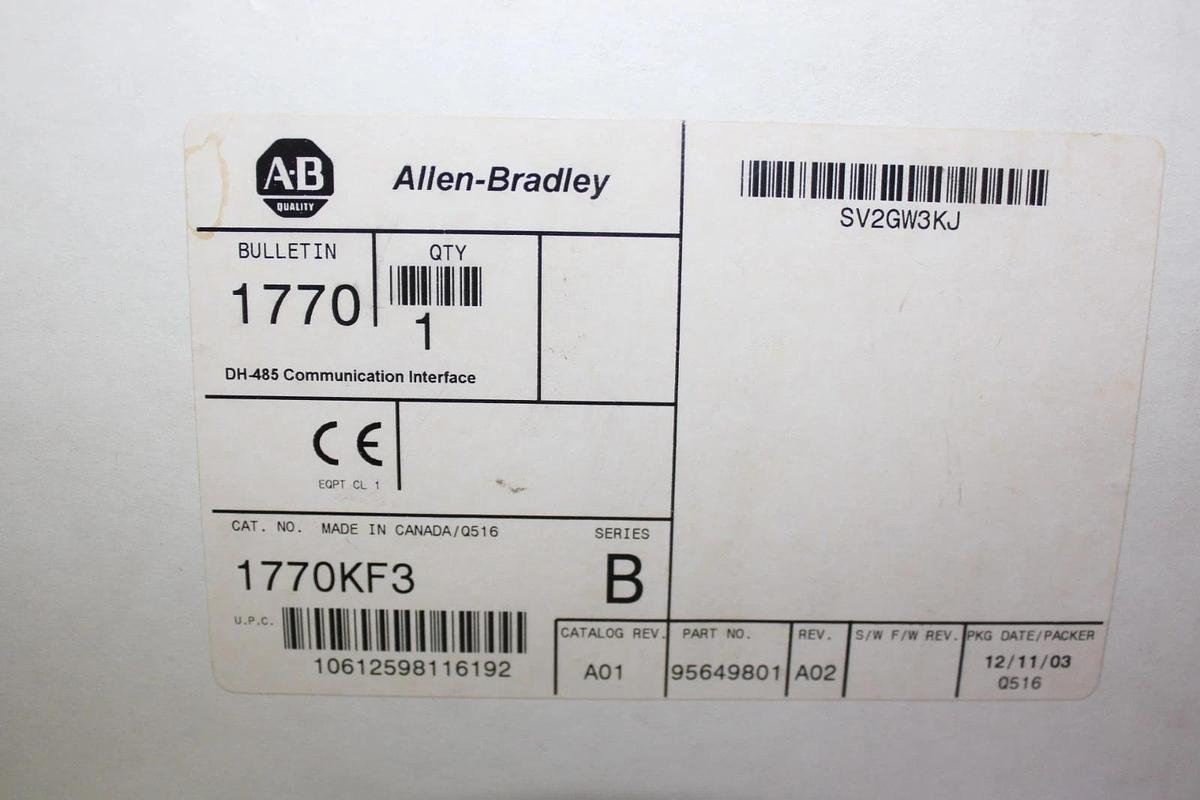 A-B
QUALITY
Allen-Bradley
SV2GW3KJ
BULLETIN
1770
QTY
1
DH-485 Communication Interface
CE
EQPT CL 1
CAT. NO. MADE IN CANADA/Q516
SERIES
1770KF3
B
U.P.C.
10612598116192
CATALOG REV.
A01
PART NO.
95649801
REV.
A02
S/W F/W REV.
PKG DATE/PACKER
12/11/03
Q516